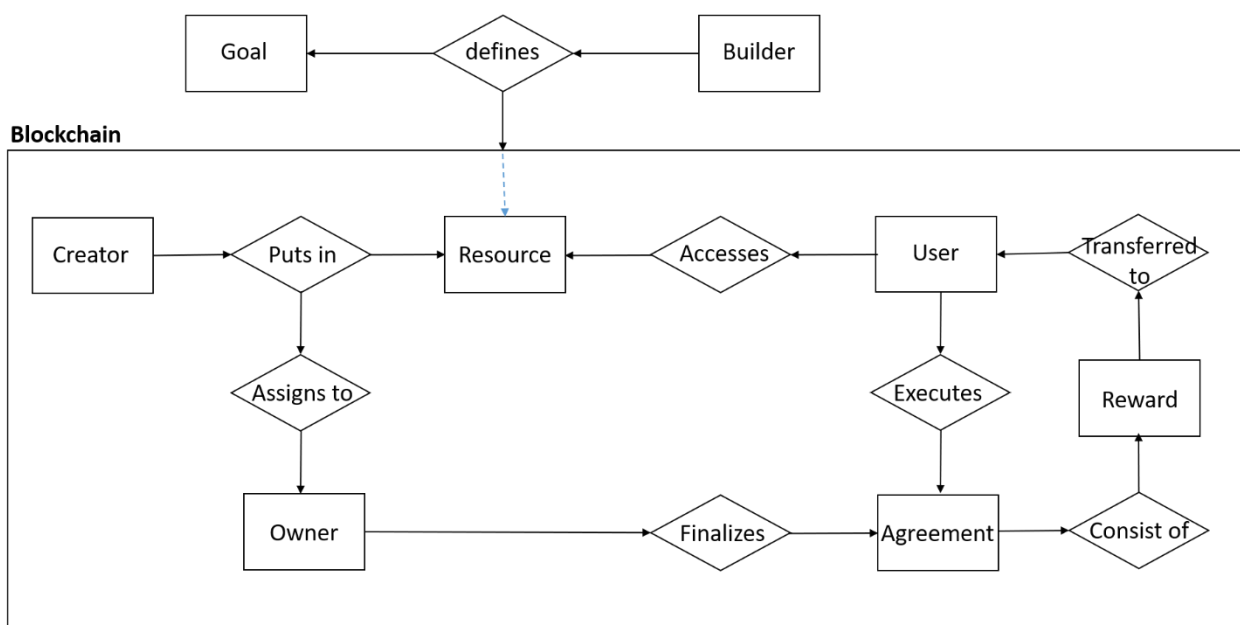 Goal
defines
Builder
Blockchain
Creator
Puts in
Resource
Accesses
User
Transferred
to
Assigns to
Executes
Reward
Owner
Finalizes
Agreement
Consist of